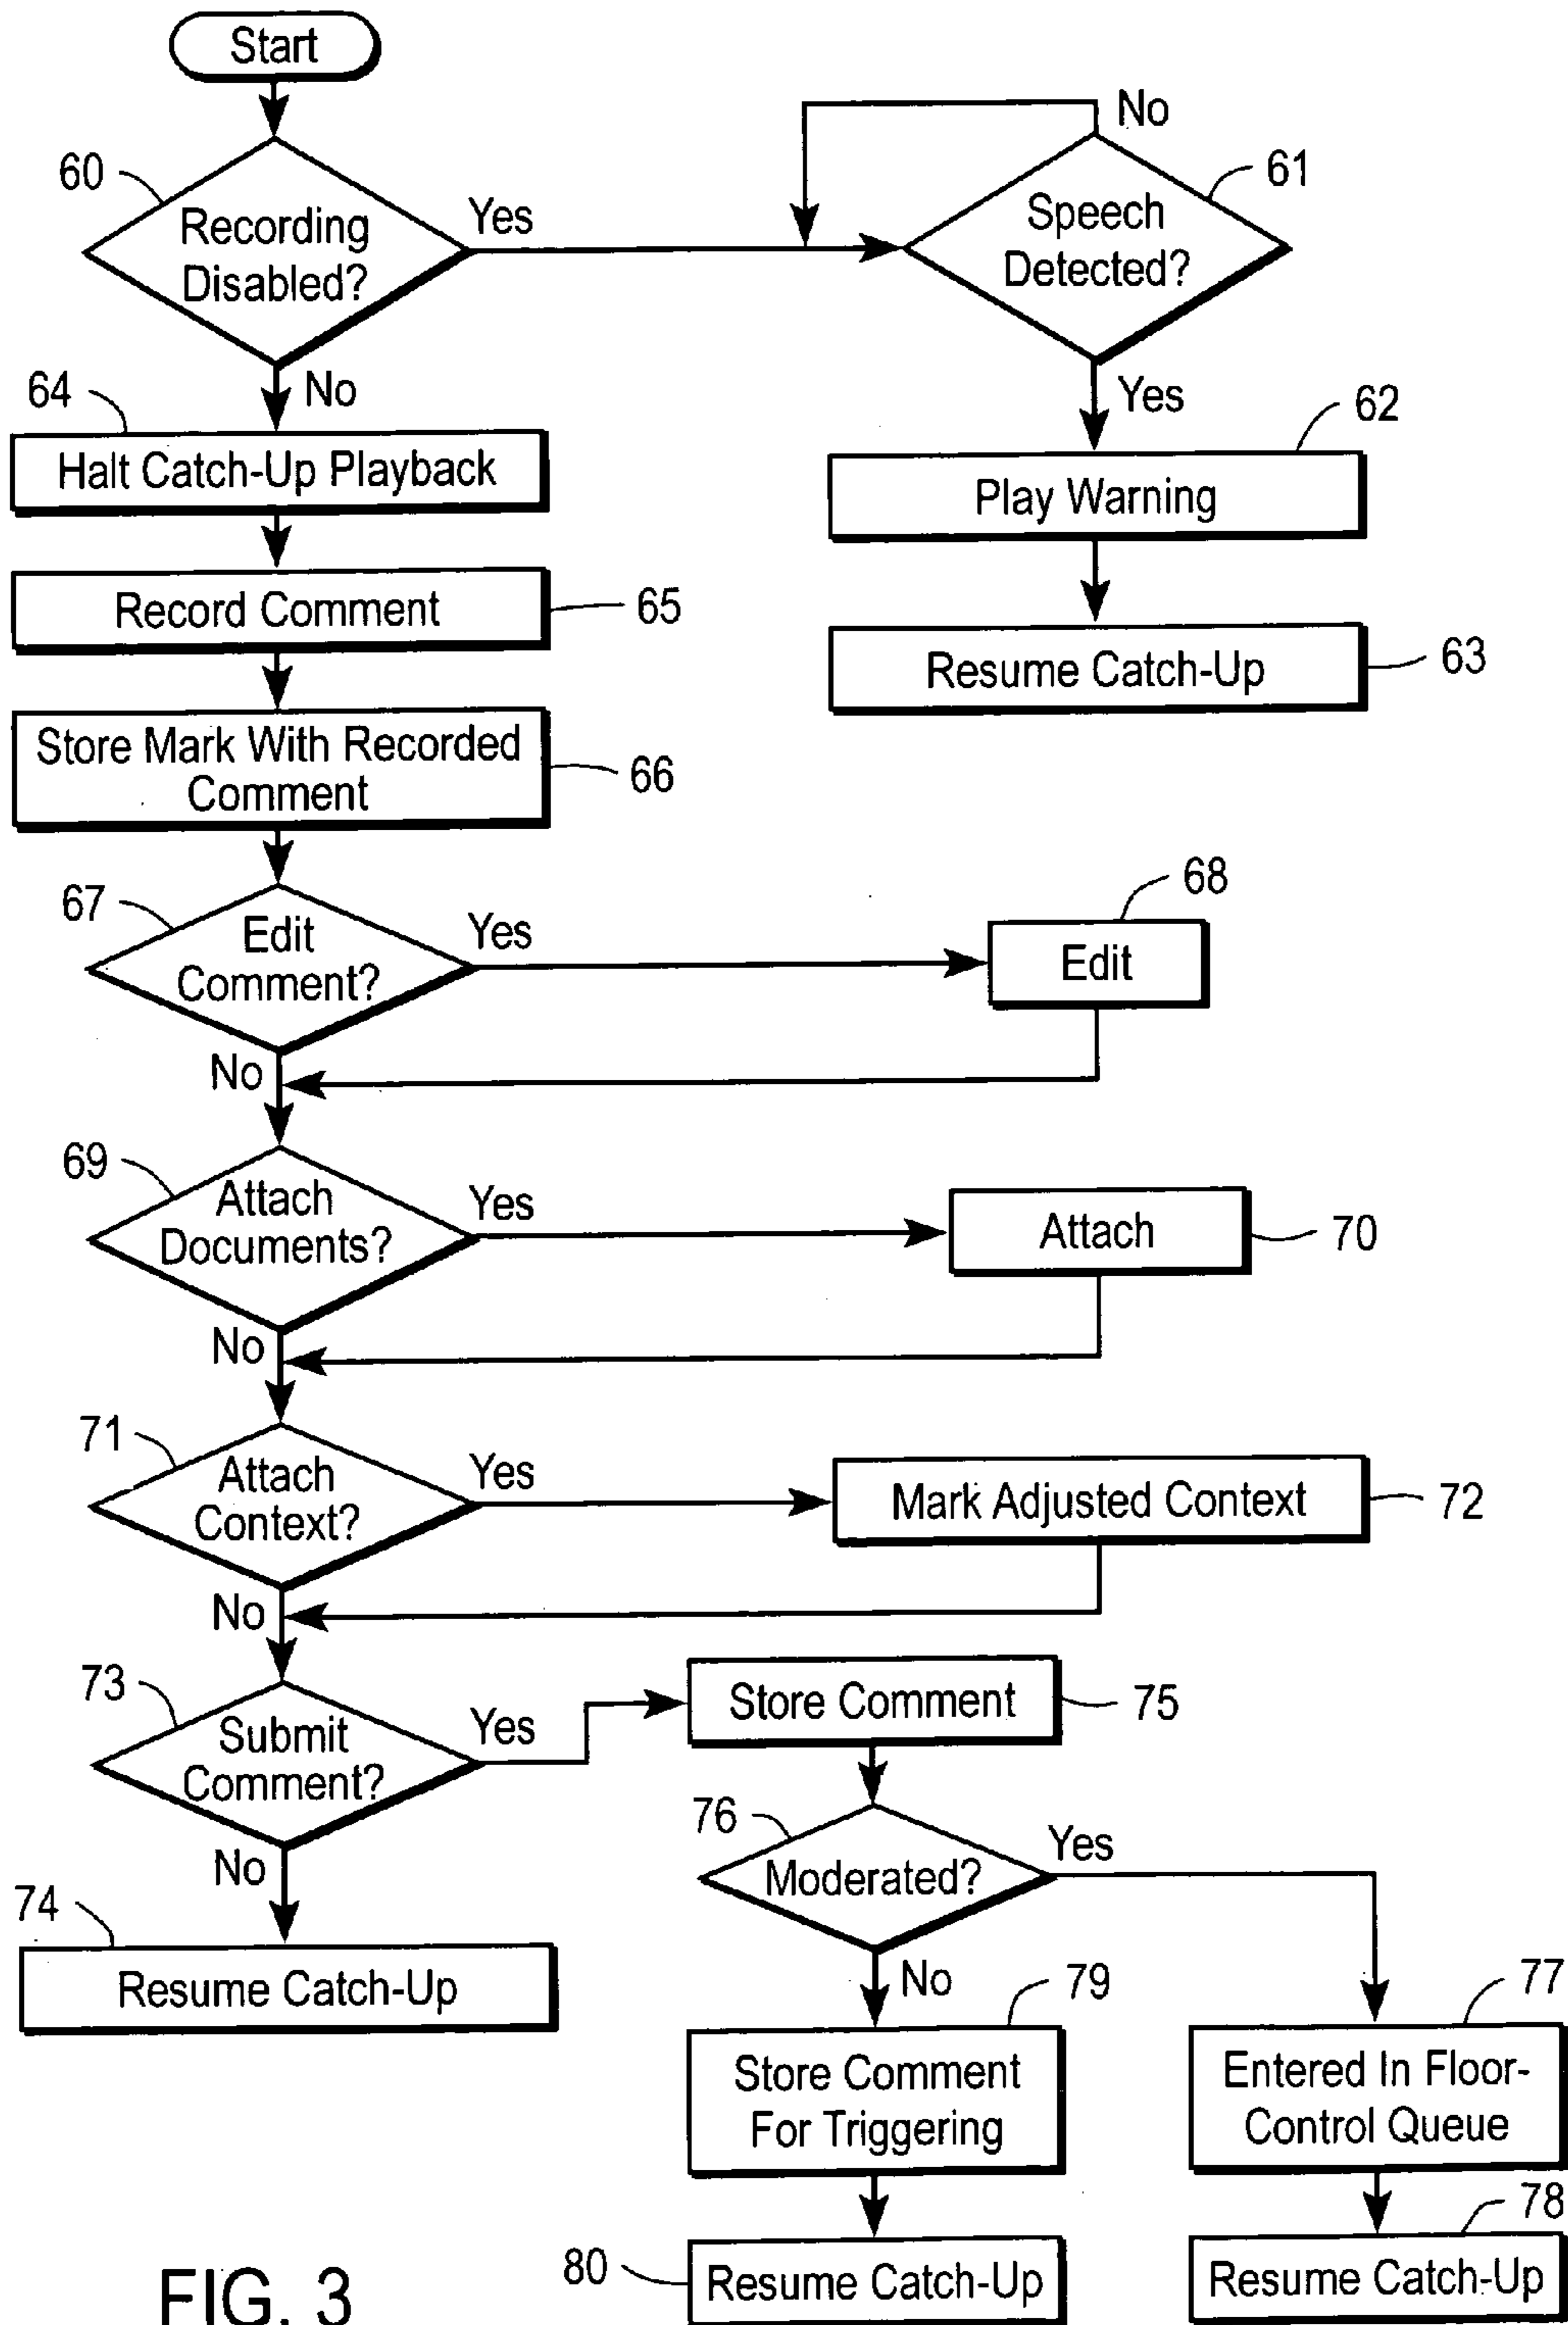 Start
No
60
61
Yes
Recording
Disabled?
Speech
Detected?
64
No
Yes
62
Halt Catch-Up Playback
Play Warning
Record Comment
65
Resume Catch-Up
63
Store Mark With Recorded
Comment
66
67
Edit
Comment?
Yes
68
Edit
No
69
Attach
Documents?
Yes
Attach
70
No
71
Attach
Context?
Yes
Mark Adjusted Context
72
No
73
Submit
Comment?
Yes
Store Comment
75
76
Moderated?
Yes
No
74
Resume Catch-Up
No
79
77
Store Comment
For Triggering
Entered In Floor-
Control Queue
78
80
Resume Catch-Up
Resume Catch-Up
FIG. 3